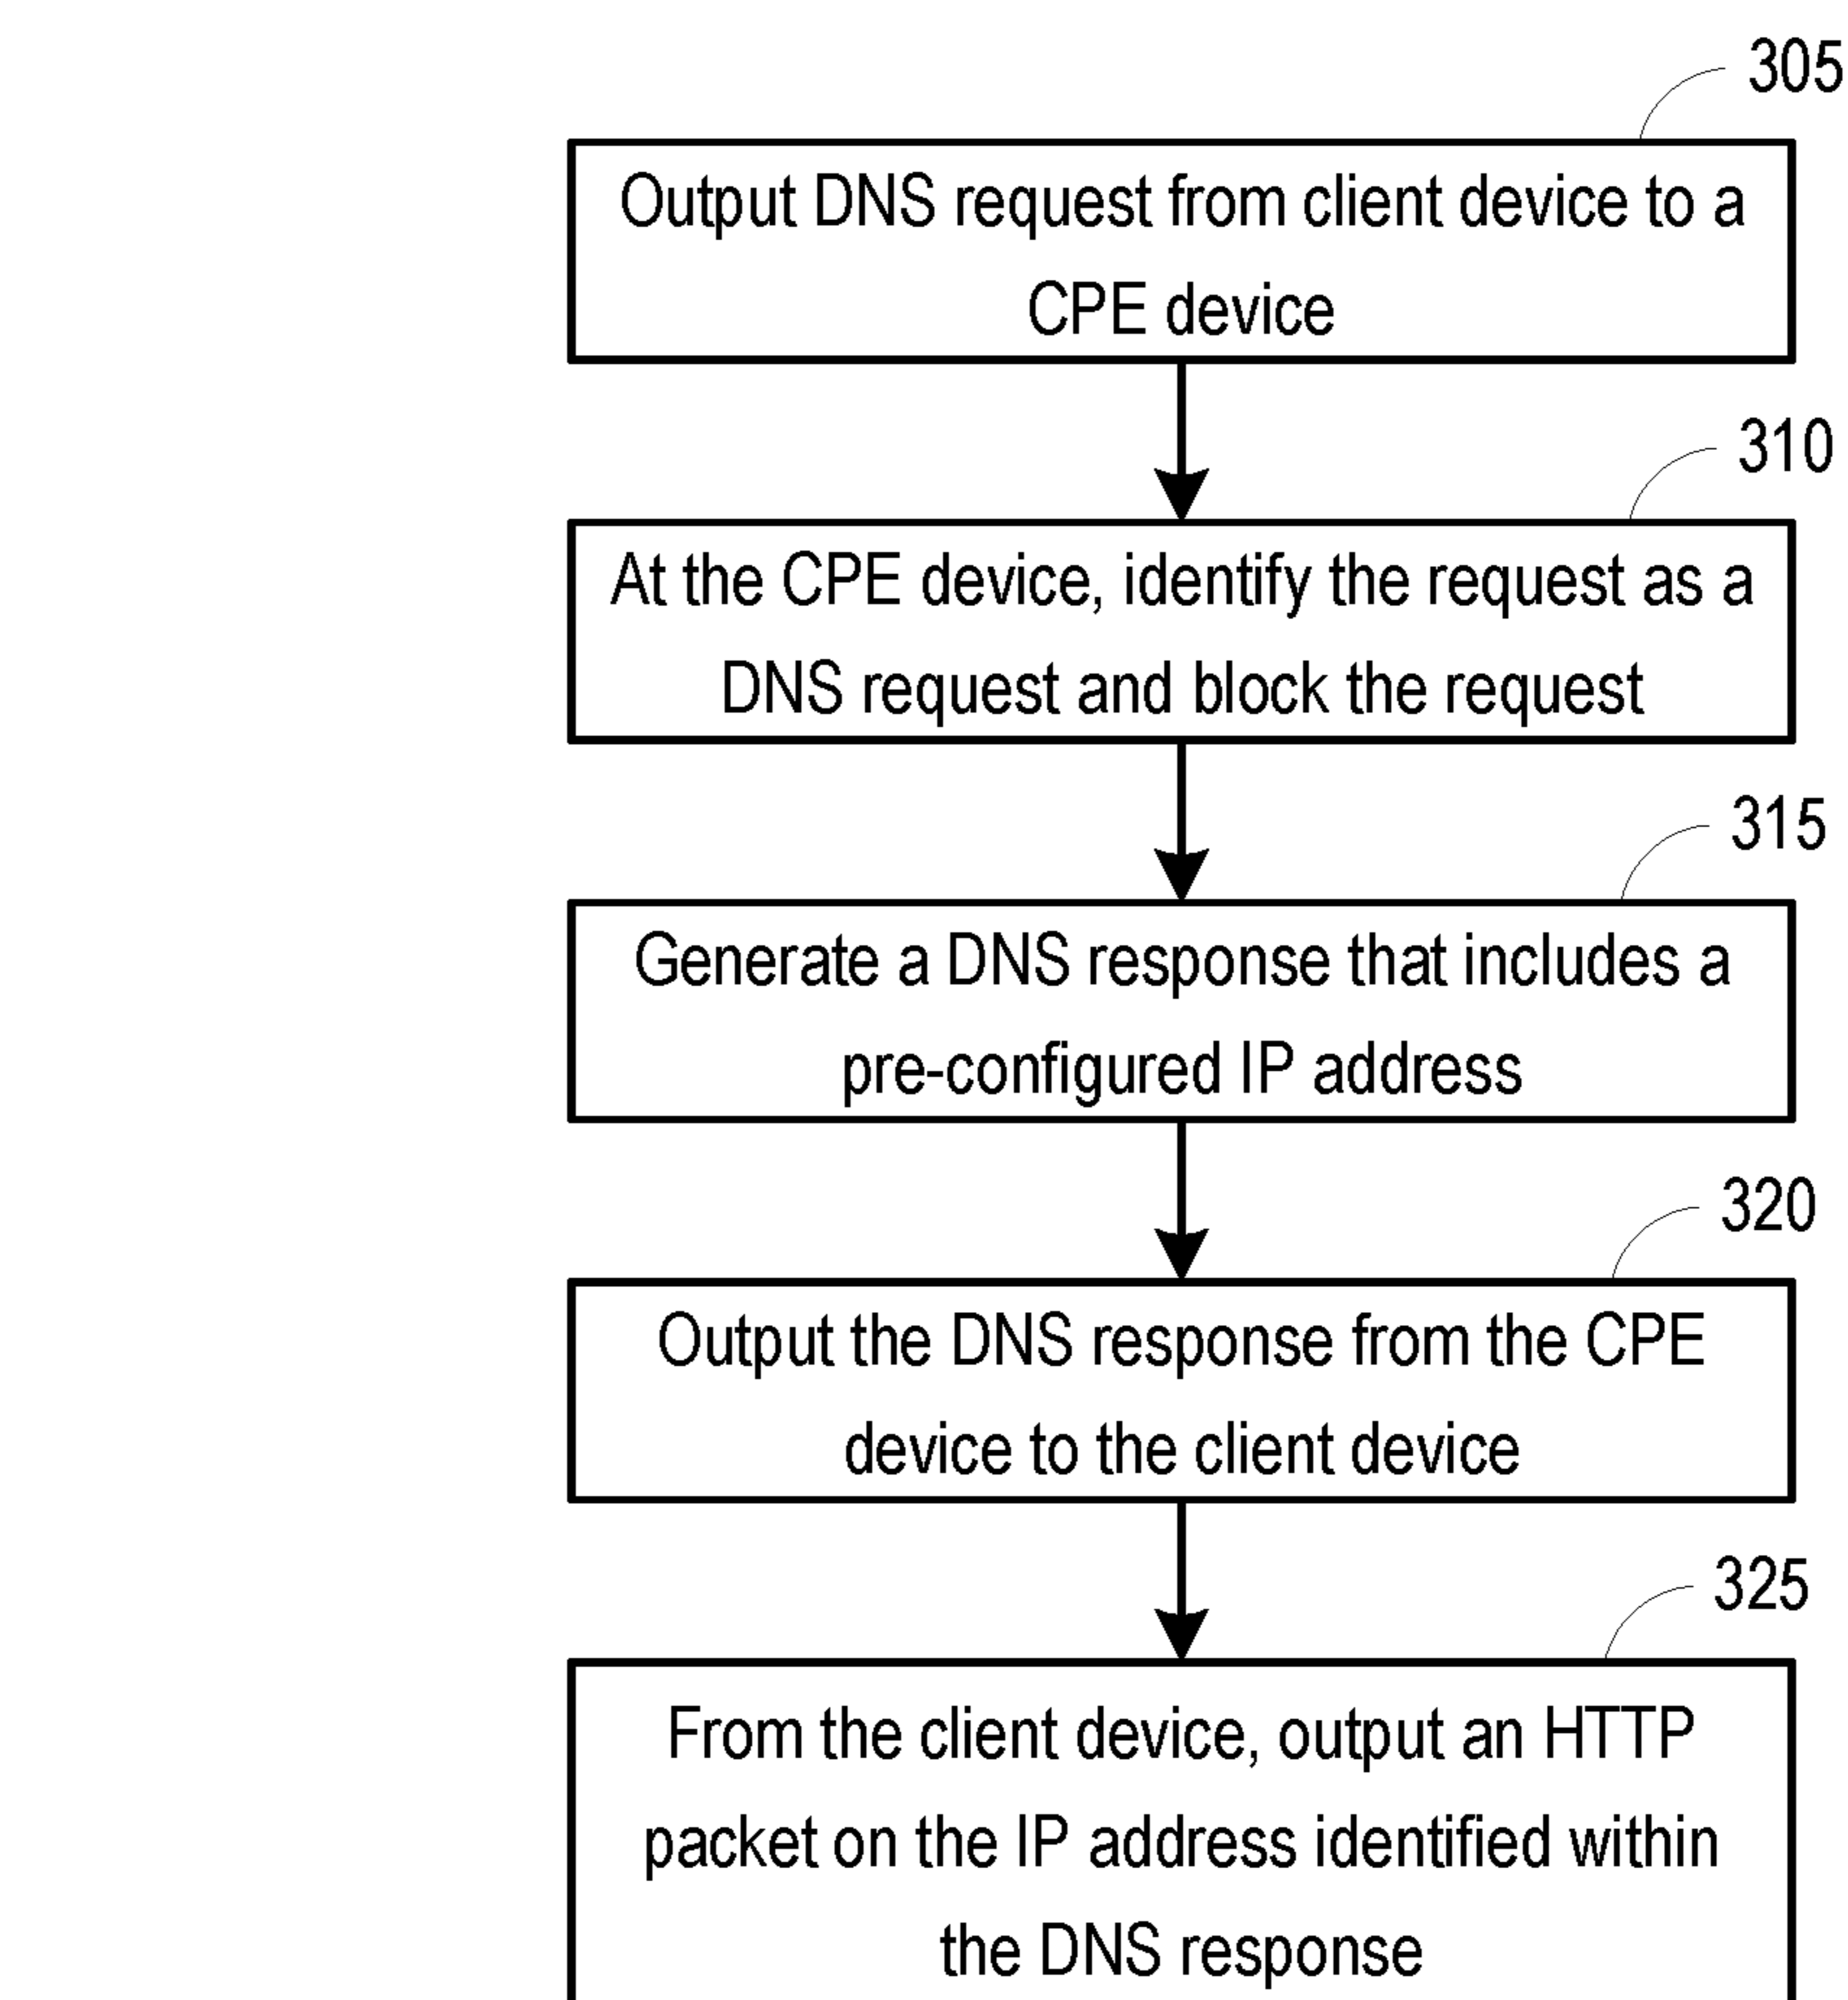 305
Output DNS request from client device to a
CPE device
310
At the CPE device, identify the request as a
DNS request and block the request
315
Generate a DNS response that includes a
pre-configured IP address
320
Output the DNS response from the CPE
device to the client device
325
From the client device, output an HTTP
packet on the IP address identified within
the DNS response